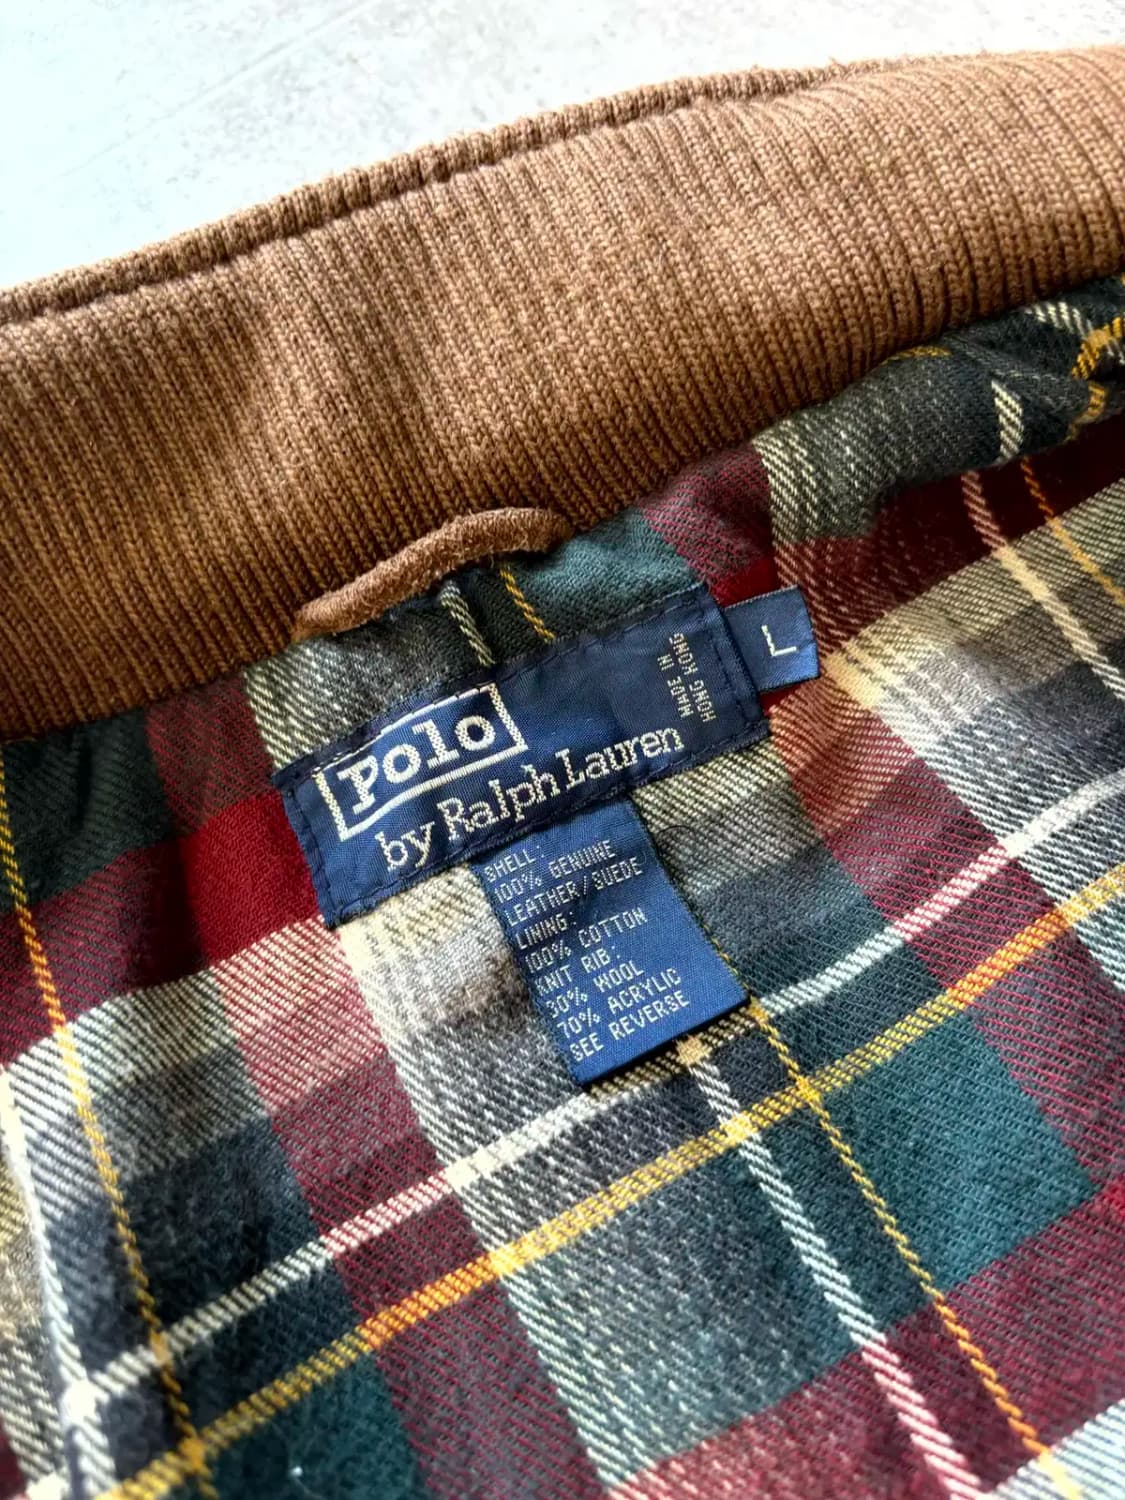 Polo
by Ralph Lauren
MADE IN
HONG KONG
L
SHELL:
100% GENUINE
LEATHER/SUEDE
LINING:
100% COTTON
KNIT RIB:
30% WOOL
70% ACRYLIC
SEE REVERSE